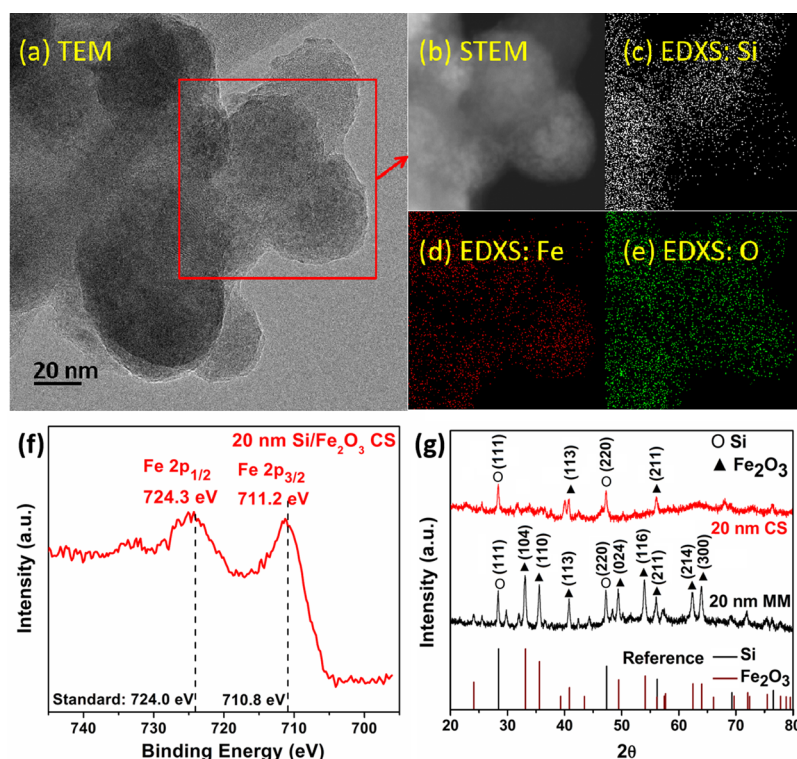 (a) TEM
20 nm
(b) STEM
(c) EDXS: Si
(d) EDXS: Fe
(e) EDXS: O
(f)
20 nm Si/Fe₂O₃ CS
Fe 2p₁/₂
724.3 eV
Fe 2p₃/₂
711.2 eV
Standard: 724.0 eV
710.8 eV
Intensity (a.u.)
740 730 720 710 700
Binding Energy (eV)
(g)
○ Si
▲ Fe₂O₃
(111)
(113)
(220)
(211)
20 nm CS
(111)
(104)
(110)
(113)
(220)
(024)
(116)
(211)
(214)
(300)
20 nm MM
Reference
Si
Fe₂O₃
Intensity (a.u.)
20 30 40 50 60 70 80
2θ